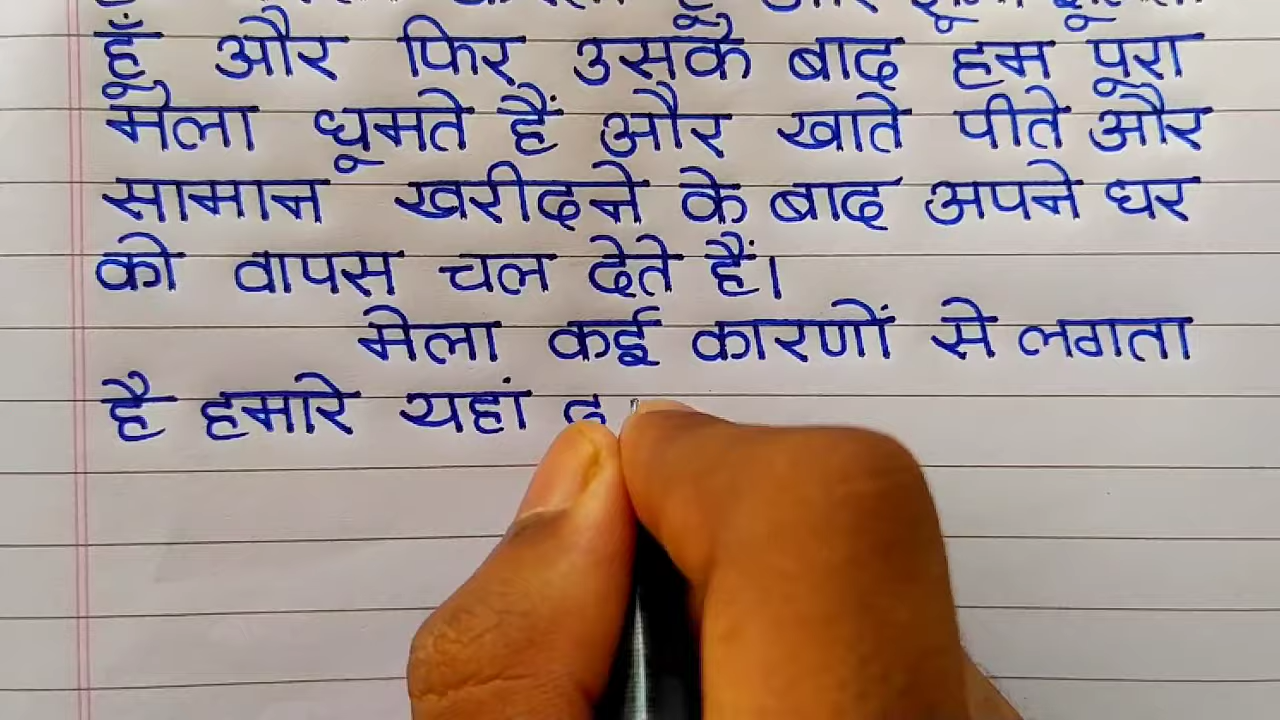 हूँ और फिर उसके बाद हम पूरा
मेला घूमते हैं और खाते पीते और
सामान खरीदने के बाद अपने घर
को वापस चल देते हैं।
मेला कई कारणों से लगता
है हमारे यहां